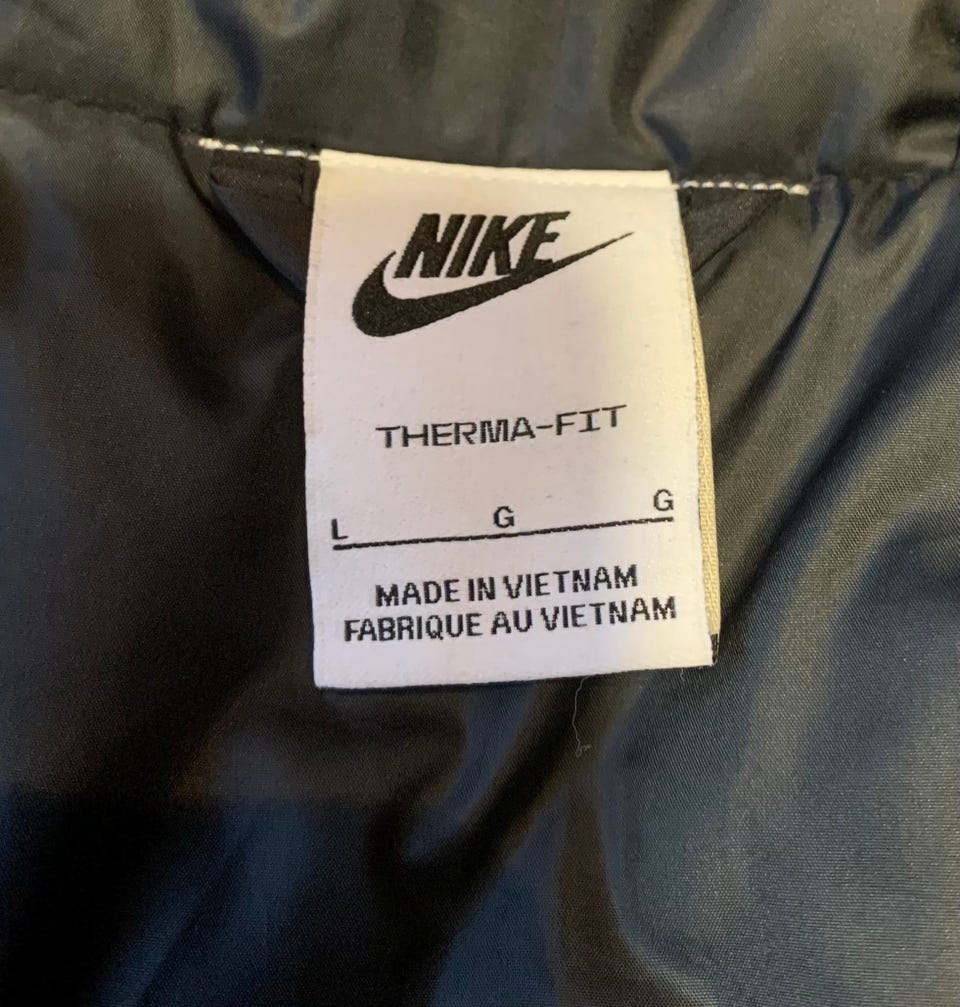 NIKE
THERMA-FIT
L G G
MADE IN VIETNAM
FABRIQUE AU VIETNAM